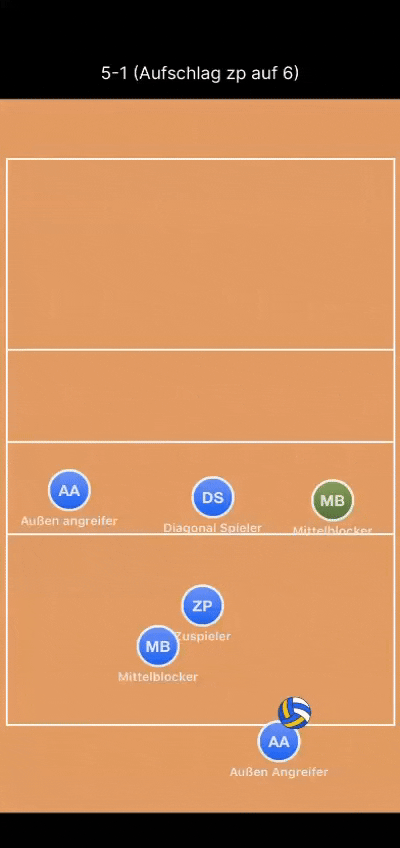 5-1 (Aufschlag zp auf 6)
AA
Außen angreifer
DS
Diagonal Spieler
MB
Mittelblocker
ZP
Zuspieler
MB
Mittelblocker
AA
Außen Angreifer